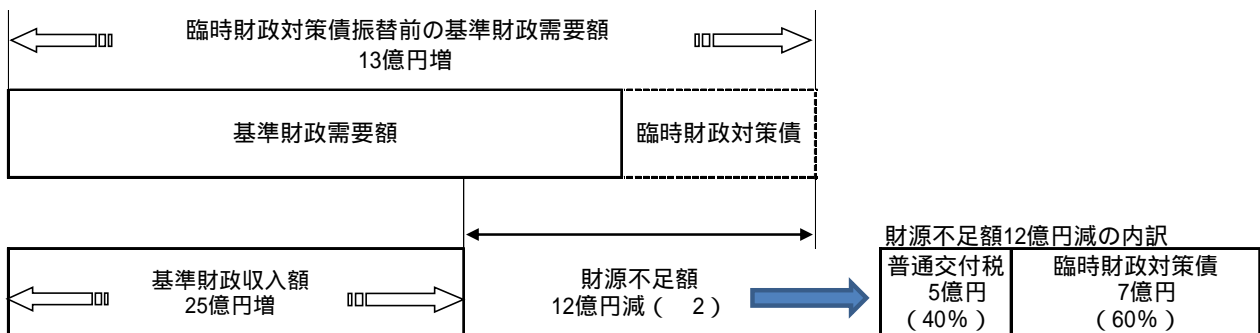 臨時財政対策債振替前の基準財政需要額
13億円増
基準財政需要額
臨時財政対策債
財源不足額12億円減の内訳
基準財政収入額
25億円増
財源不足額
12億円減（　2）
普通交付税
5億円
（40%）
臨時財政対策債
7億円
（60%）